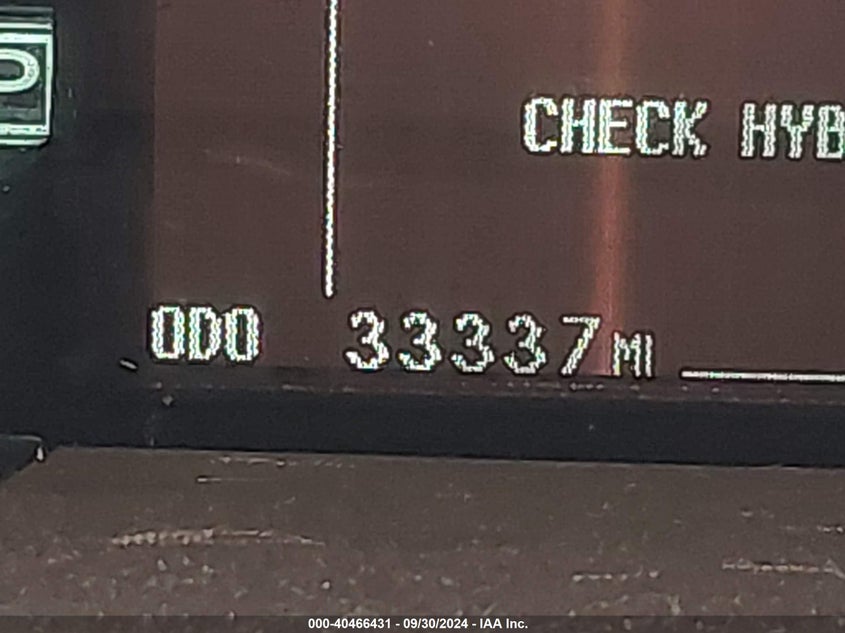 P
CHECK HYB
ODO 33337 MI
000-40466431 - 09/30/2024 - IAA Inc.